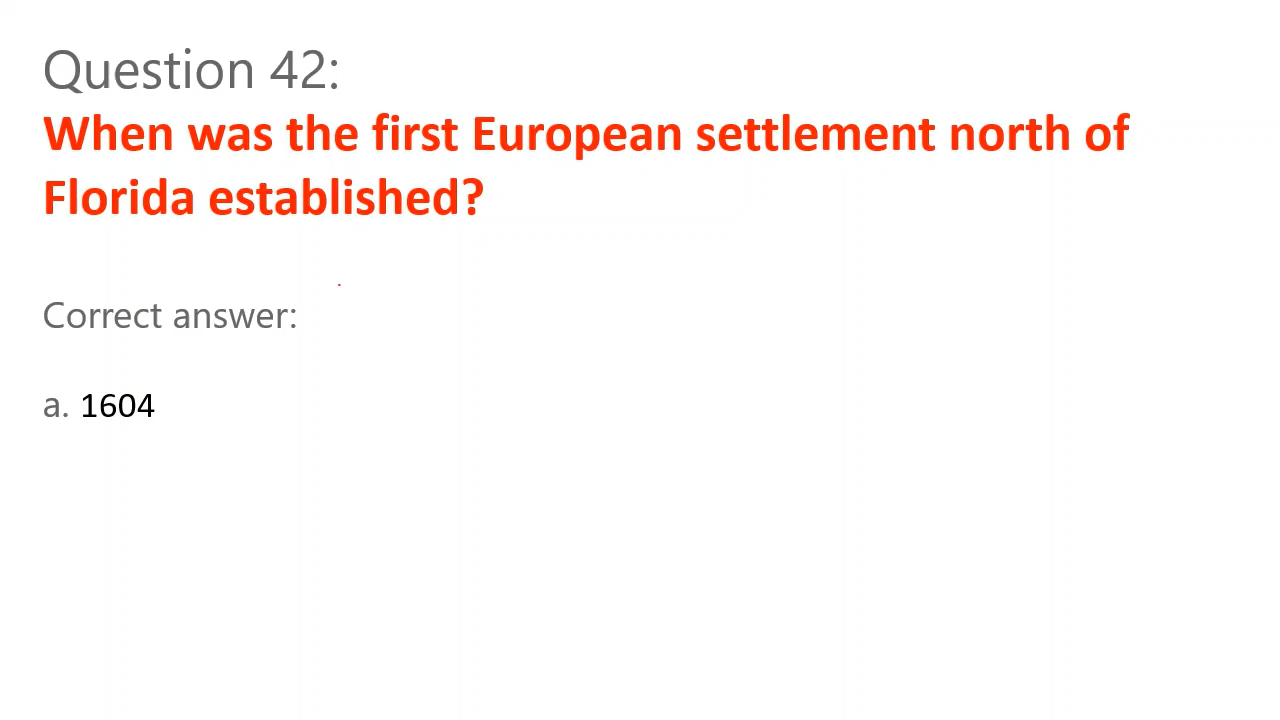 Question 42:
When was the first European settlement north of
Florida established?
Correct answer:
a. 1604